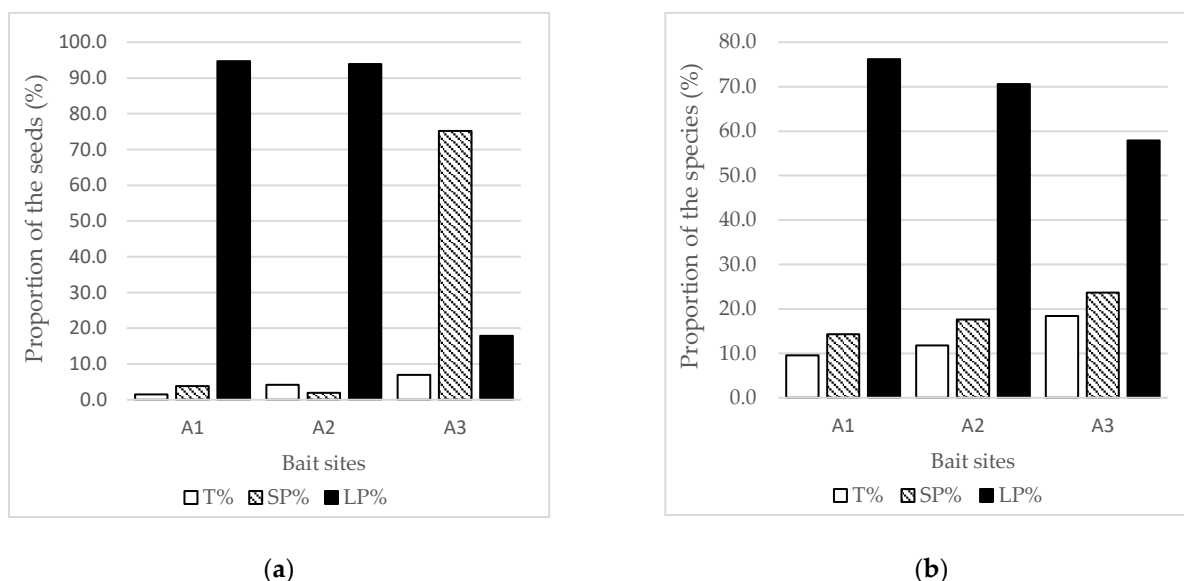 Proportion of the seeds (%)
100.0
90.0
80.0
70.0
60.0
50.0
40.0
30.0
20.0
10.0
0.0
A1 A2 A3
Bait sites
T% SP% LP%
(a)
Proportion of the species (%)
80.0
70.0
60.0
50.0
40.0
30.0
20.0
10.0
0.0
A1 A2 A3
Bait sites
T% SP% LP%
(b)